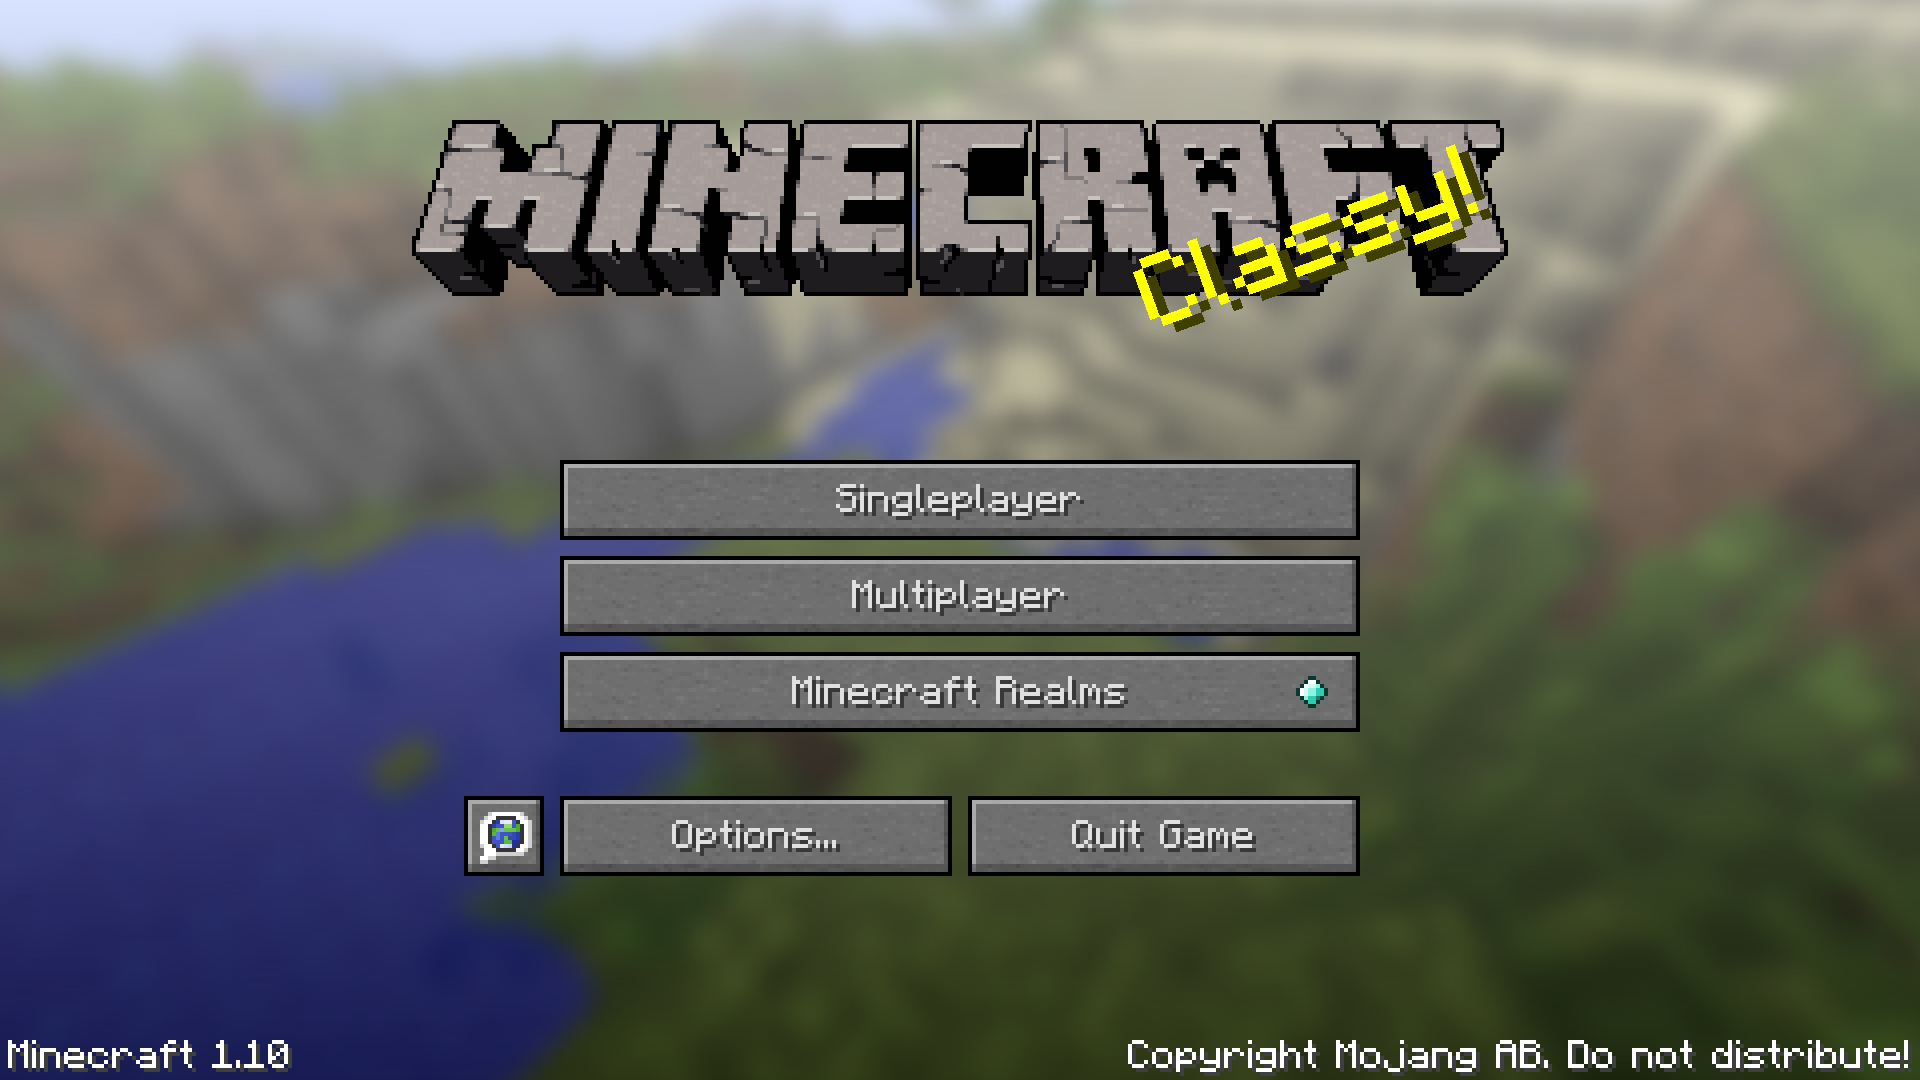 MINECRAFT
Classy!
Singleplayer
Multiplayer
Minecraft Realms
Options...
Quit Game
Minecraft 1.10
Copyright Mojang AB. Do not distribute!